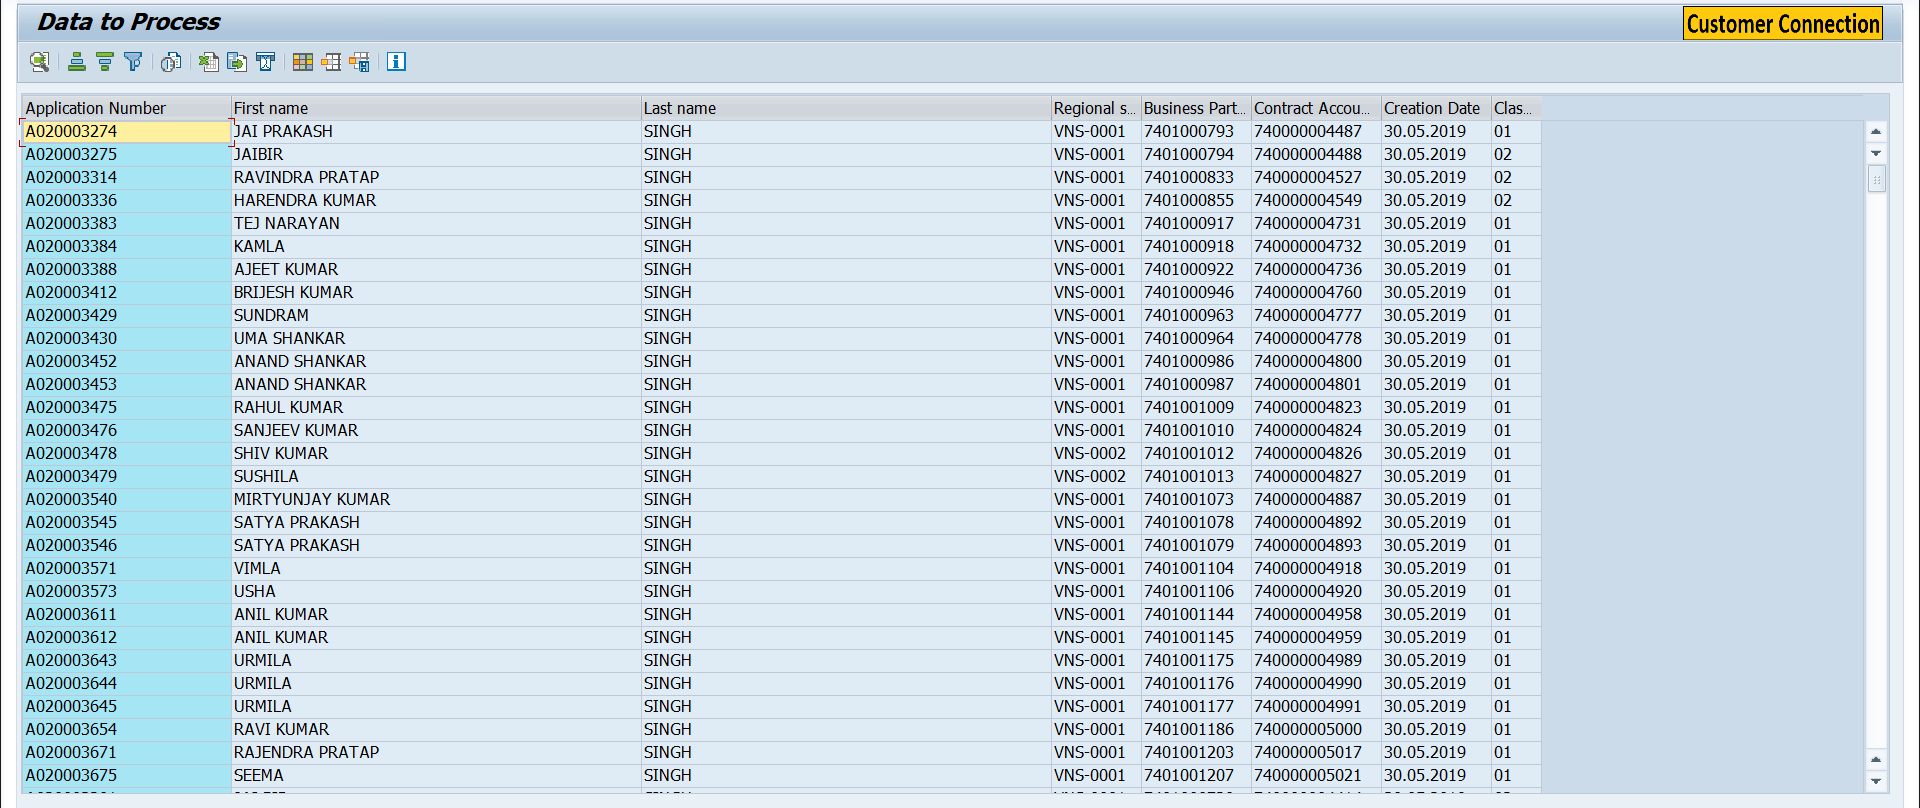 Data to Process
Customer Connection
Application Number First name Last name Regional s... Business Part... Contract Accou... Creation Date Clas...
A020003274 JAI PRAKASH SINGH VNS-0001 7401000793 740000004487 30.05.2019 01
A020003275 JAIBIR SINGH VNS-0001 7401000794 740000004488 30.05.2019 02
A020003314 RAVINDRA PRATAP SINGH VNS-0001 7401000833 740000004527 30.05.2019 02
A020003336 HARENDRA KUMAR SINGH VNS-0001 7401000855 740000004549 30.05.2019 02
A020003383 TEJ NARAYAN SINGH VNS-0001 7401000917 740000004731 30.05.2019 01
A020003384 KAMLA SINGH VNS-0001 7401000918 740000004732 30.05.2019 01
A020003388 AJEET KUMAR SINGH VNS-0001 7401000922 740000004736 30.05.2019 01
A020003412 BRIJESH KUMAR SINGH VNS-0001 7401000946 740000004760 30.05.2019 01
A020003429 SUNDRAM SINGH VNS-0001 7401000963 740000004777 30.05.2019 01
A020003430 UMA SHANKAR SINGH VNS-0001 7401000964 740000004778 30.05.2019 01
A020003452 ANAND SHANKAR SINGH VNS-0001 7401000986 740000004800 30.05.2019 01
A020003453 ANAND SHANKAR SINGH VNS-0001 7401000987 740000004801 30.05.2019 01
A020003475 RAHUL KUMAR SINGH VNS-0001 7401001009 740000004823 30.05.2019 01
A020003476 SANJEEV KUMAR SINGH VNS-0001 7401001010 740000004824 30.05.2019 01
A020003478 SHIV KUMAR SINGH VNS-0002 7401001012 740000004826 30.05.2019 01
A020003479 SUSHILA SINGH VNS-0002 7401001013 740000004827 30.05.2019 01
A020003540 MIRTYUNJAY KUMAR SINGH VNS-0001 7401001073 740000004887 30.05.2019 01
A020003545 SATYA PRAKASH SINGH VNS-0001 7401001078 740000004892 30.05.2019 01
A020003546 SATYA PRAKASH SINGH VNS-0001 7401001079 740000004893 30.05.2019 01
A020003571 VIMLA SINGH VNS-0001 7401001104 740000004918 30.05.2019 01
A020003573 USHA SINGH VNS-0001 7401001106 740000004920 30.05.2019 01
A020003611 ANIL KUMAR SINGH VNS-0001 7401001144 740000004958 30.05.2019 01
A020003612 ANIL KUMAR SINGH VNS-0001 7401001145 740000004959 30.05.2019 01
A020003643 URMILA SINGH VNS-0001 7401001175 740000004989 30.05.2019 01
A020003644 URMILA SINGH VNS-0001 7401001176 740000004990 30.05.2019 01
A020003645 URMILA SINGH VNS-0001 7401001177 740000004991 30.05.2019 01
A020003654 RAVI KUMAR SINGH VNS-0001 7401001186 740000005000 30.05.2019 01
A020003671 RAJENDRA PRATAP SINGH VNS-0001 7401001203 740000005017 30.05.2019 01
A020003675 SEEMA SINGH VNS-0001 7401001207 740000005021 30.05.2019 01